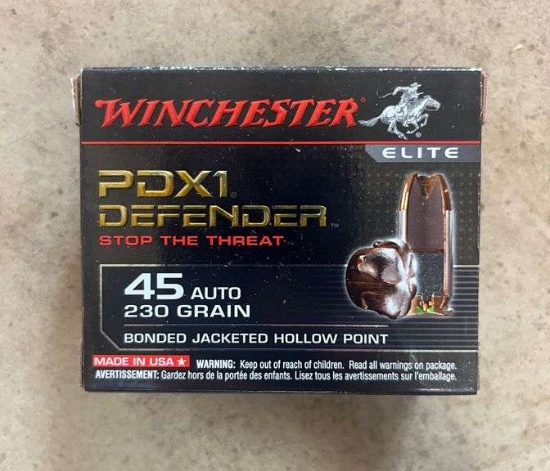 WINCHESTER
ELITE
PDX1®
DEFENDER™
STOP THE THREAT
45 AUTO
230 GRAIN
BONDED JACKETED HOLLOW POINT
MADE IN USA ★ WARNING: Keep out of reach of children. Read all warnings on package.
AVERTISSEMENT: Gardez hors de la portée des enfants. Lisez tous les avertissements sur l'emballage.